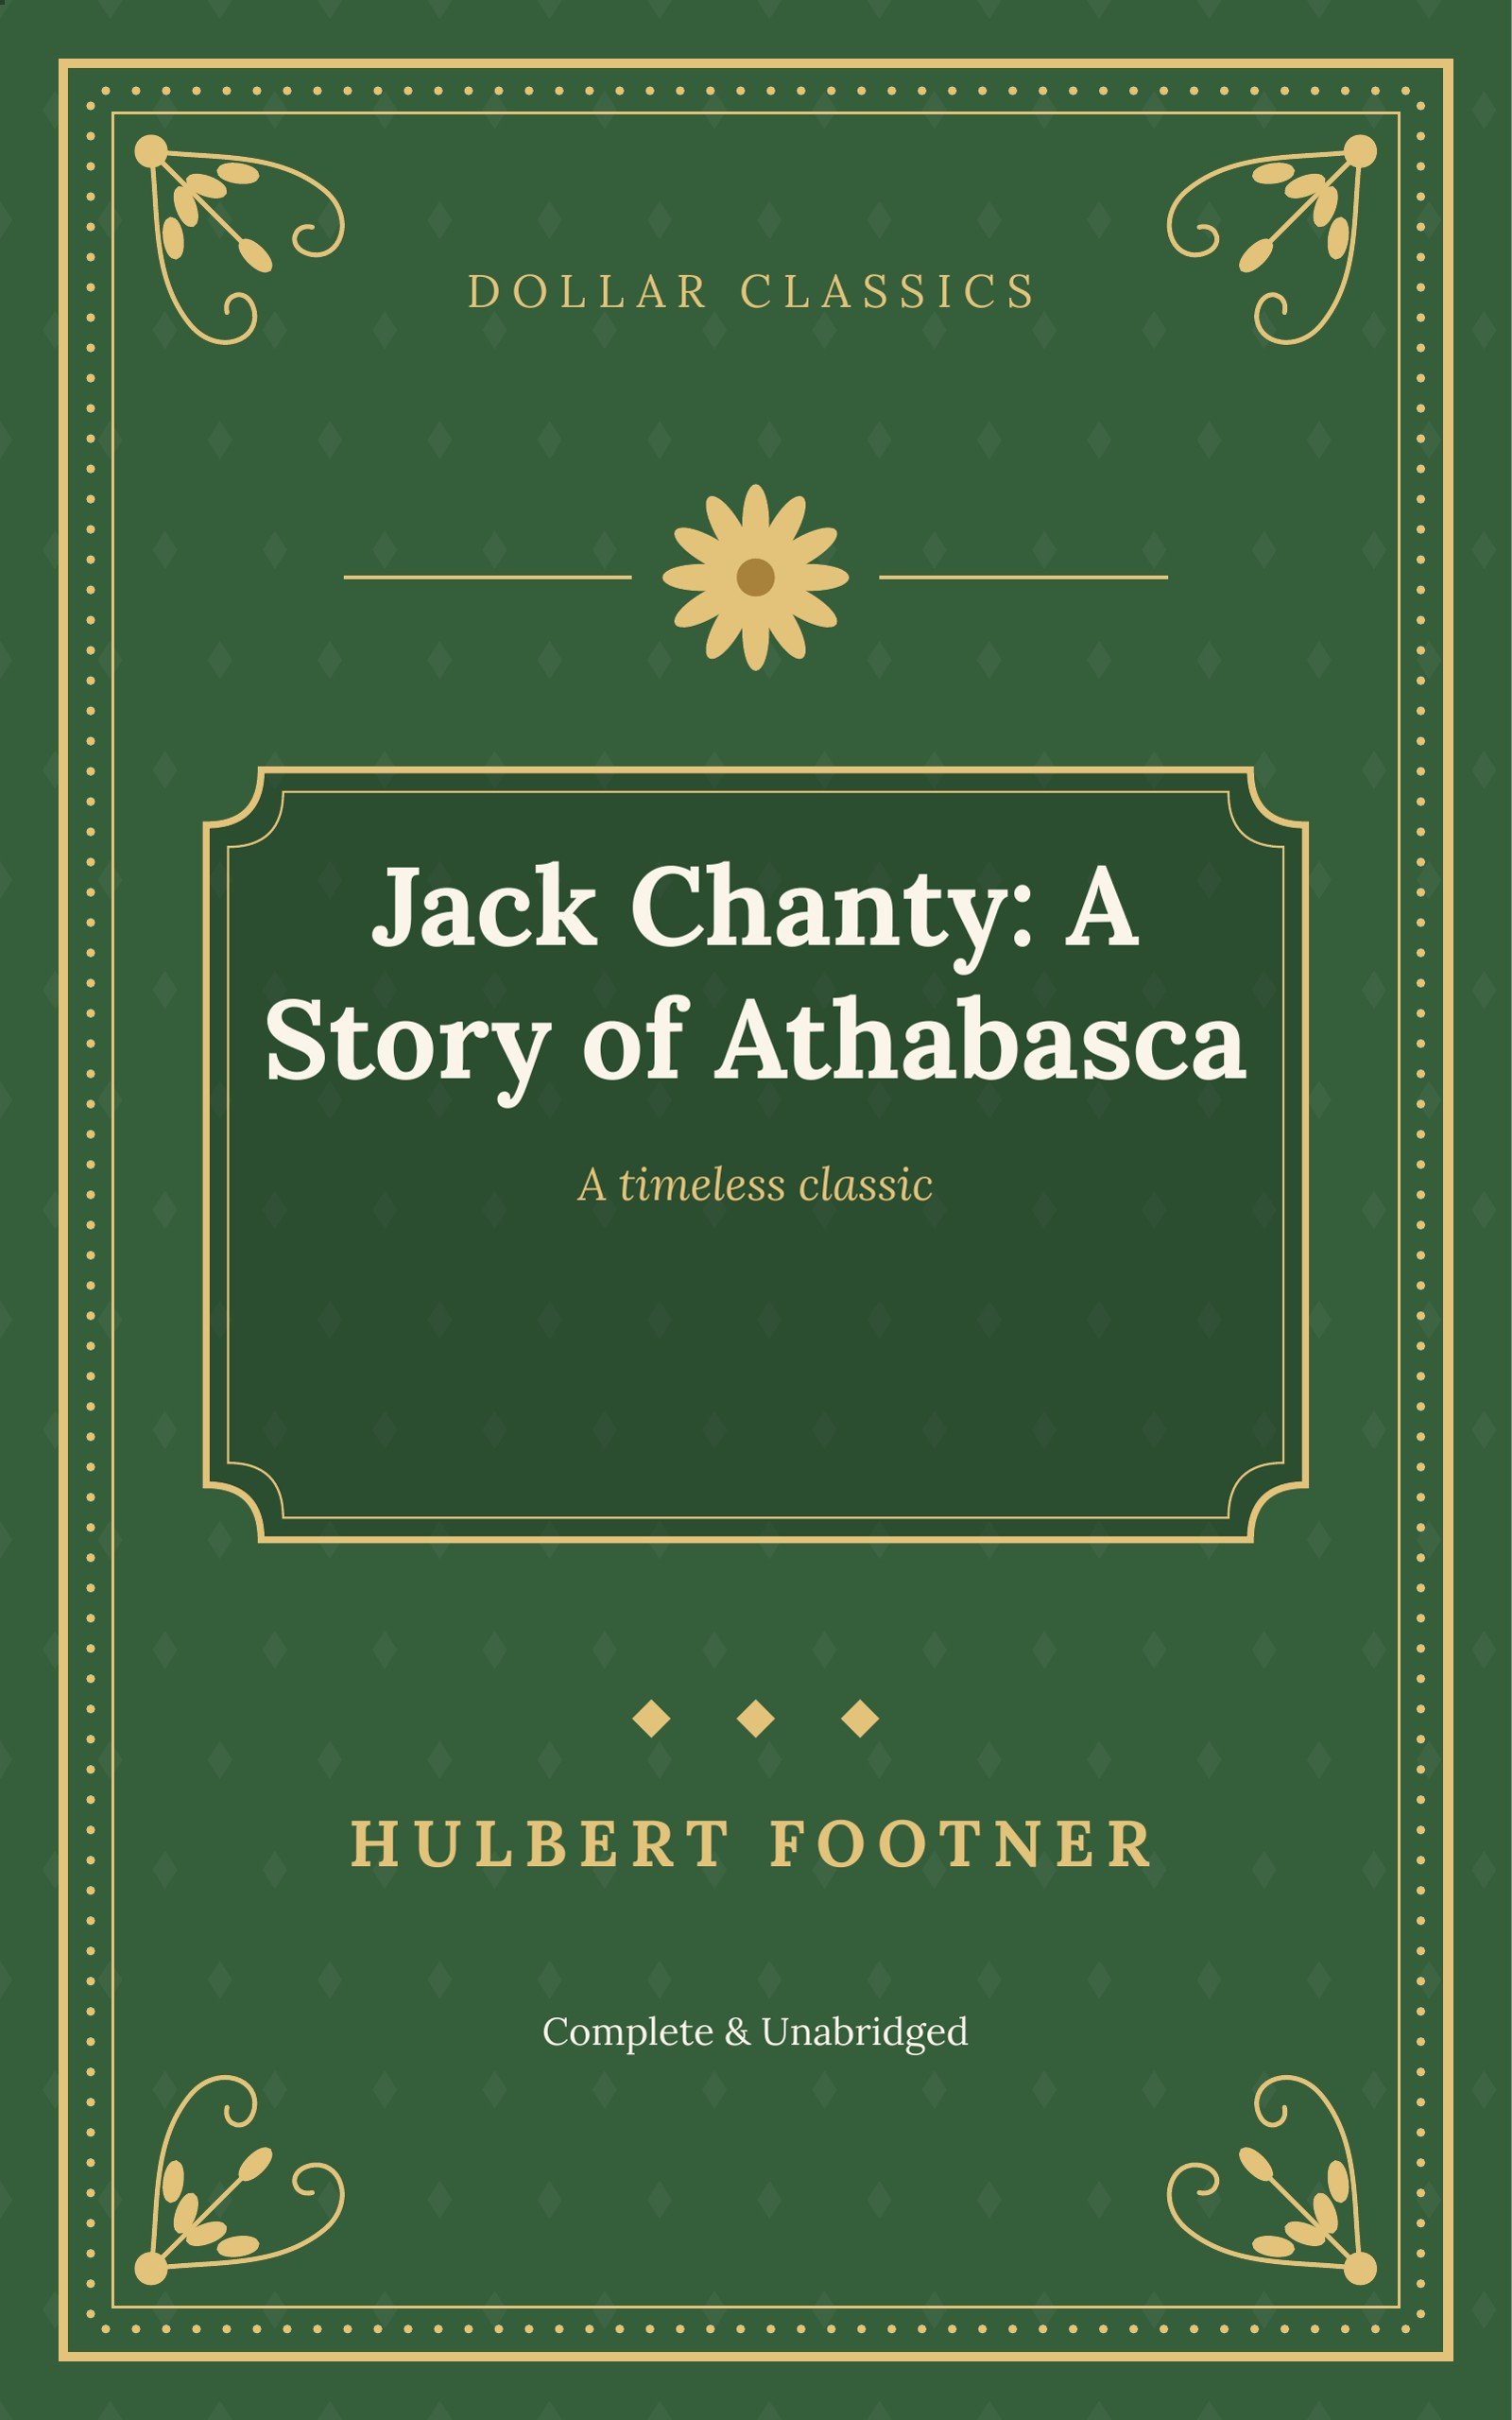 DOLLAR CLASSICS
Jack Chanty: A
Story of Athabasca
A timeless classic
HULBERT FOOTNER
Complete & Unabridged